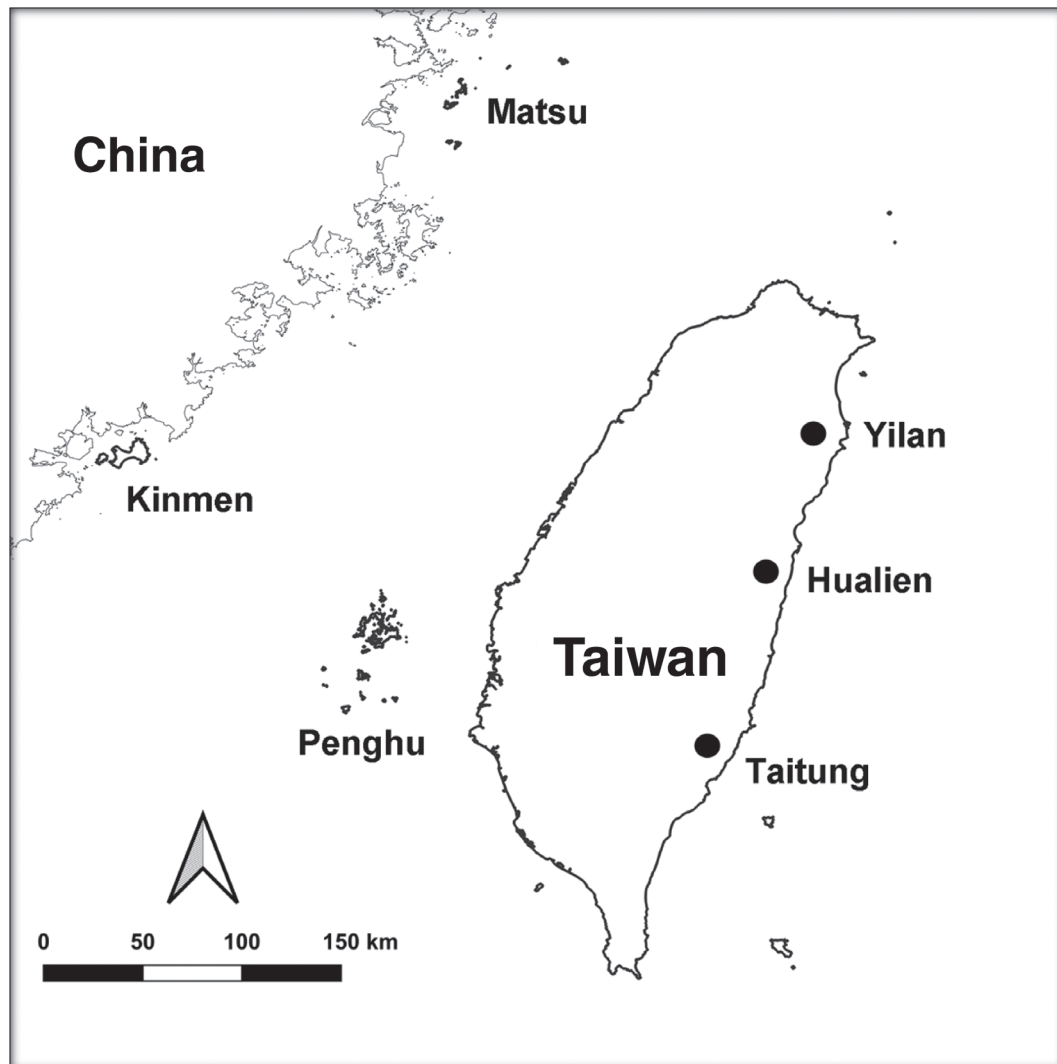 Matsu
China
Yilan
Kinmen
Hualien
Taiwan
Penghu
Taitung
0 50 100 150 km